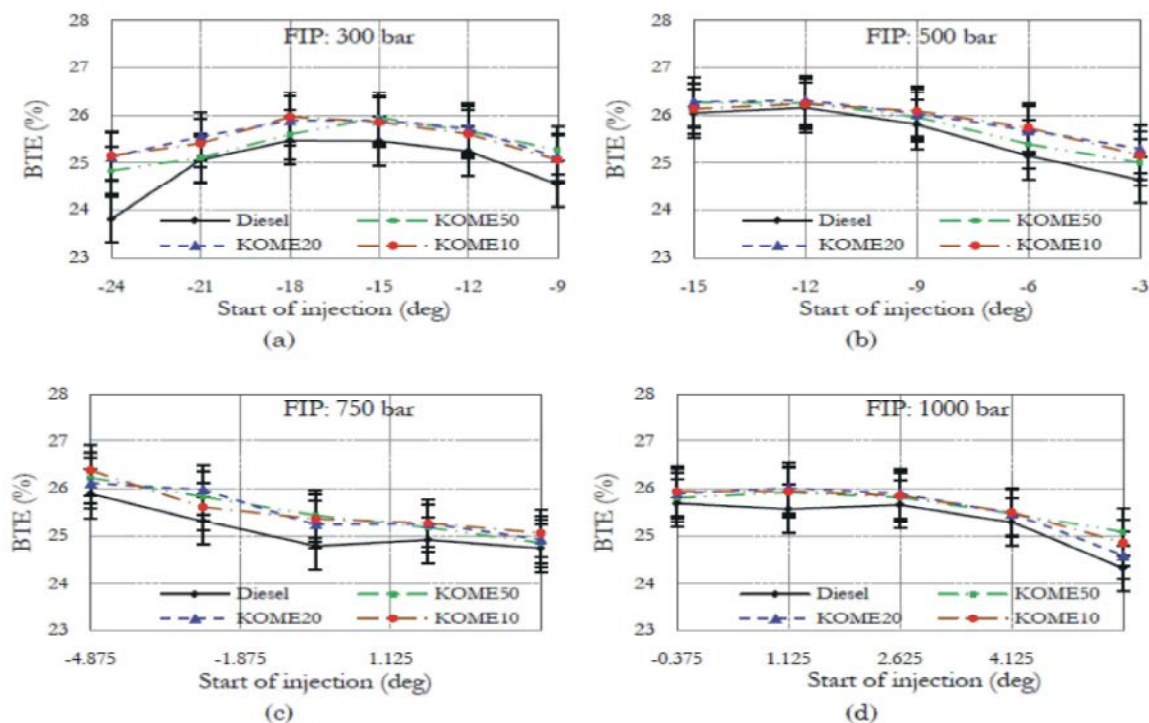 28
FIP: 300 bar
27
26
25
24
23
BTE (%)
Diesel
KOME50
KOME20
KOME10
-24 -21 -18 -15 -12 -9
Start of injection (deg)
(a)
28
FIP: 500 bar
27
26
25
24
23
BTE (%)
Diesel
KOME50
KOME20
KOME10
-15 -12 -9 -6 -3
Start of injection (deg)
(b)
28
FIP: 750 bar
27
26
25
24
23
BTE (%)
Diesel
KOME50
KOME20
KOME10
-4.875 -1.875 1.125
Start of injection (deg)
(c)
28
FIP: 1000 bar
27
26
25
24
23
BTE (%)
Diesel
KOME50
KOME20
KOME10
-0.375 1.125 2.625 4.125
Start of injection (deg)
(d)